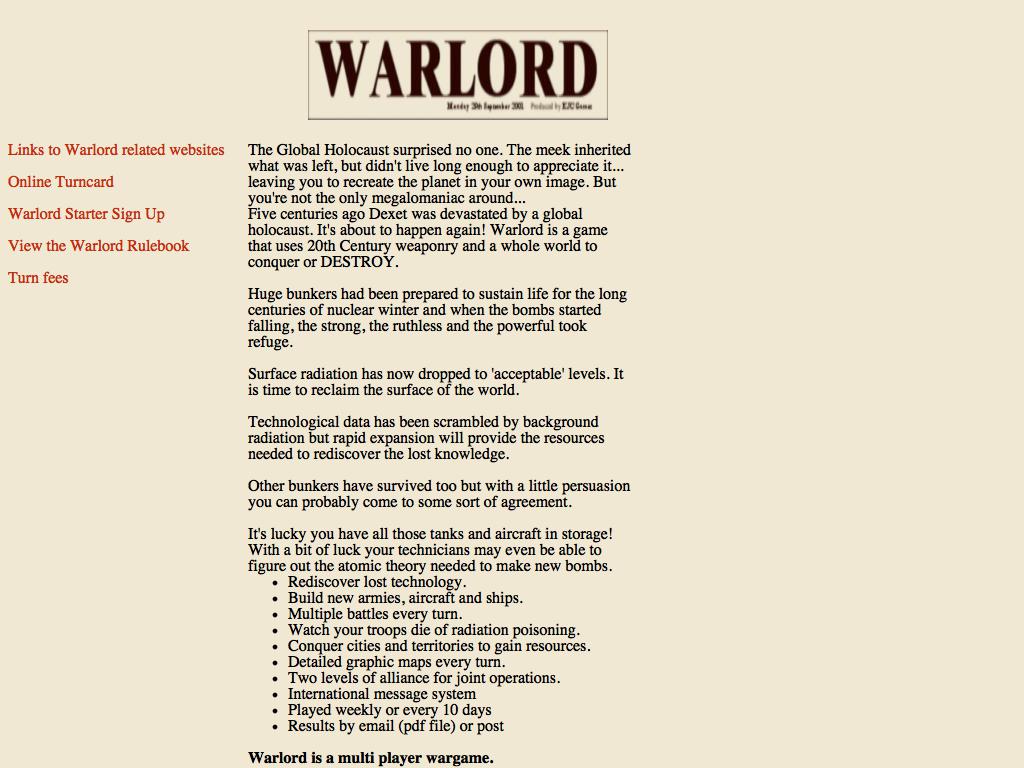 WARLORD
Monday 20th September 2001 Produced by KJC Games
Links to Warlord related websites
Online Turncard
Warlord Starter Sign Up
View the Warlord Rulebook
Turn fees
The Global Holocaust surprised no one. The meek inherited
what was left, but didn't live long enough to appreciate it...
leaving you to recreate the planet in your own image. But
you're not the only megalomaniac around...
Five centuries ago Dexet was devastated by a global
holocaust. It's about to happen again! Warlord is a game
that uses 20th Century weaponry and a whole world to
conquer or DESTROY.
Huge bunkers had been prepared to sustain life for the long
centuries of nuclear winter and when the bombs started
falling, the strong, the ruthless and the powerful took
refuge.
Surface radiation has now dropped to 'acceptable' levels. It
is time to reclaim the surface of the world.
Technological data has been scrambled by background
radiation but rapid expansion will provide the resources
needed to rediscover the lost knowledge.
Other bunkers have survived too but with a little persuasion
you can probably come to some sort of agreement.
It's lucky you have all those tanks and aircraft in storage!
With a bit of luck your technicians may even be able to
figure out the atomic theory needed to make new bombs.
• Rediscover lost technology.
• Build new armies, aircraft and ships.
• Multiple battles every turn.
• Watch your troops die of radiation poisoning.
• Conquer cities and territories to gain resources.
• Detailed graphic maps every turn.
• Two levels of alliance for joint operations.
• International message system
• Played weekly or every 10 days
• Results by email (pdf file) or post
Warlord is a multi player wargame.